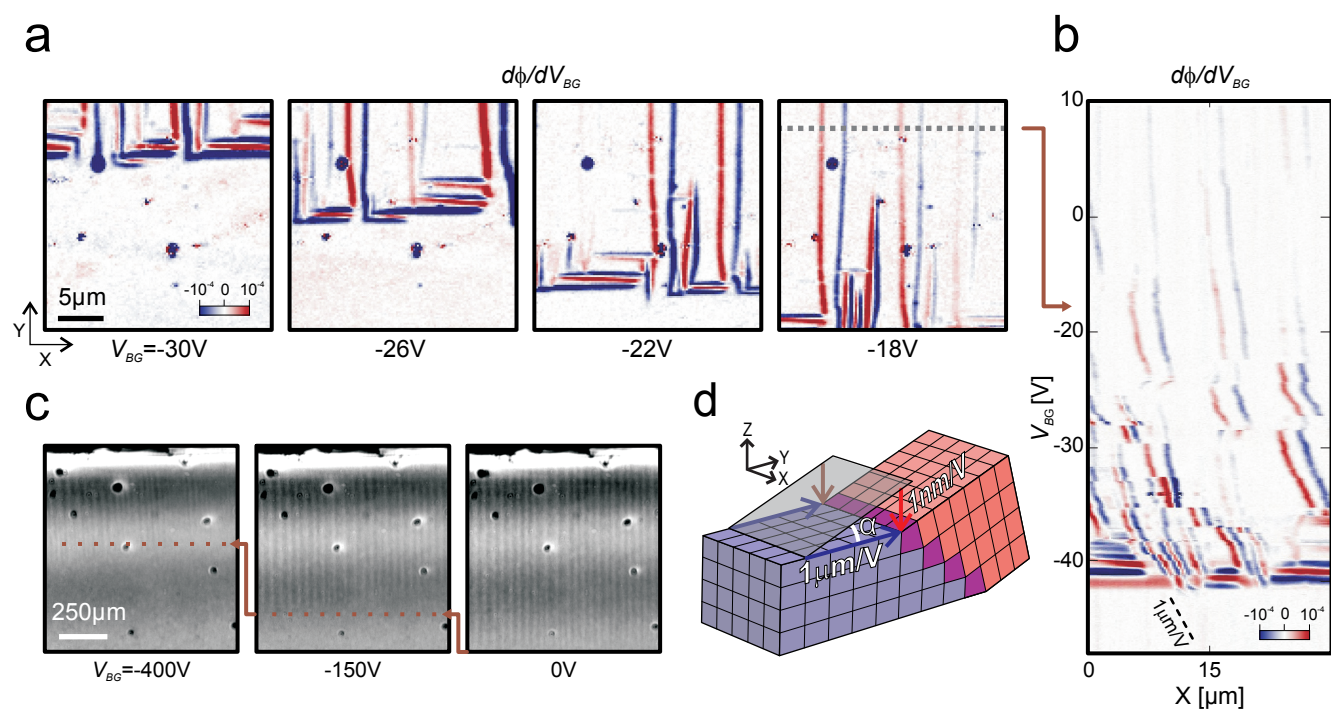 a
dϕ/dV_BG
5µm
-10⁻⁴ 0 10⁻⁴
Y
X
V_BG=-30V
-26V
-22V
-18V
b
dϕ/dV_BG
10
0
-10
-20
-30
-40
V_BG [V]
1µm/V
-10⁻⁴ 0 10⁻⁴
0
15
X [µm]
c
250µm
V_BG=-400V
-150V
0V
d
Z
Y
X
1nm/V
α
1µm/V